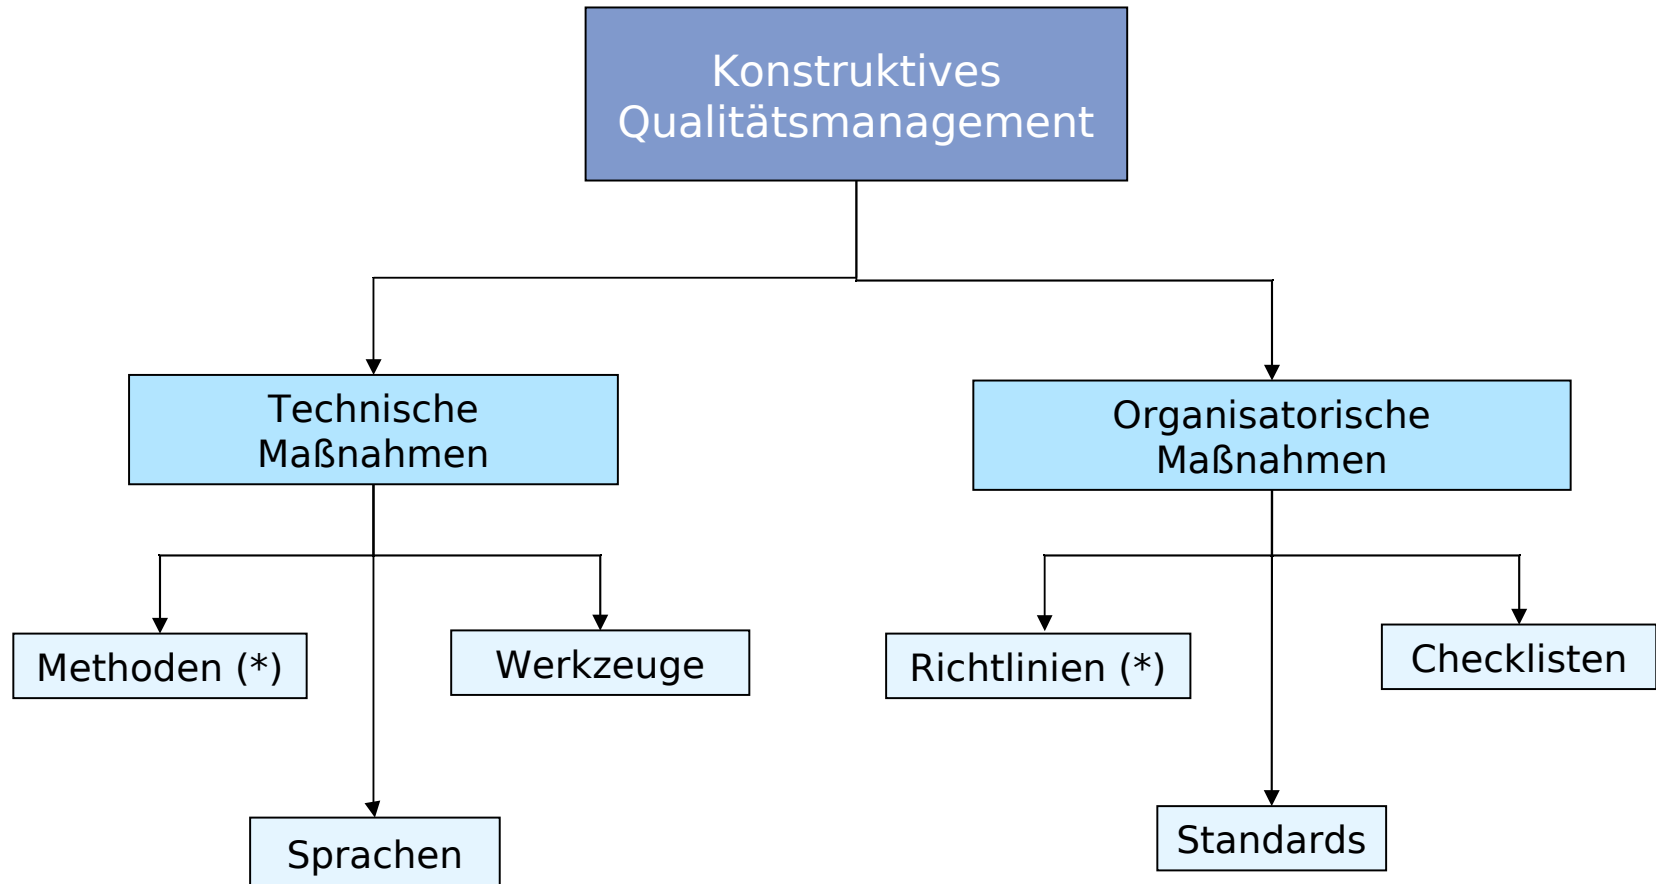 Konstruktives
Qualitätsmanagement
Technische
Maßnahmen
Organisatorische
Maßnahmen
Methoden (*)
Werkzeuge
Sprachen
Richtlinien (*)
Checklisten
Standards